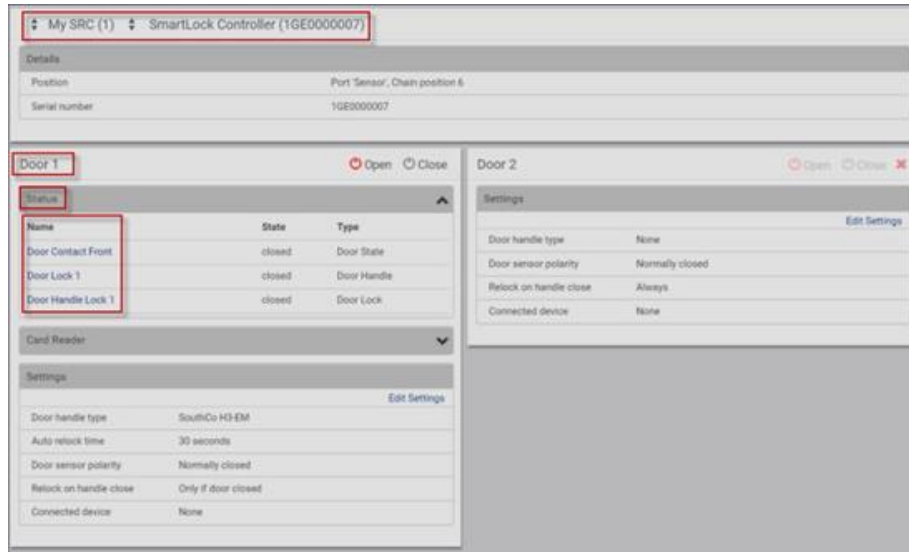 My SRC (1) SmartLock Controller (1GE0000007)
Details
Position Port 'Sensor', Chain position 6
Serial number 1GE0000007
Door 1 Open Close
Status
Name State Type
Door Contact Front closed Door State
Door Lock 1 closed Door Handle
Door Handle Lock 1 closed Door Lock
Card Reader
Settings
Edit Settings
Door handle type SouthCo H3-EM
Auto relock time 30 seconds
Door sensor polarity Normally closed
Relock on handle close Only if door closed
Connected device None
Door 2 Open Close
Settings
Edit Settings
Door handle type None
Door sensor polarity Normally closed
Relock on handle close Always
Connected device None